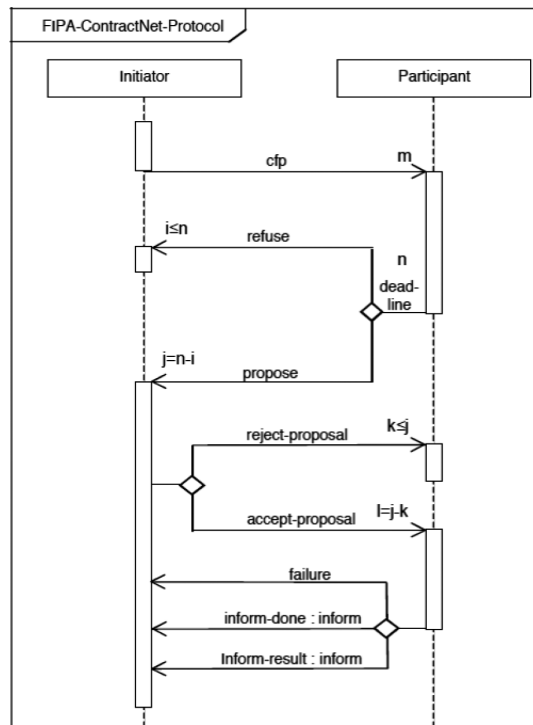 FIPA-ContractNet-Protocol
Initiator
Participant
cfp
m
i≤n
refuse
n
dead-
line
j=n-i
propose
reject-proposal
k≤j
accept-proposal
l=j-k
failure
inform-done : inform
Inform-result : inform